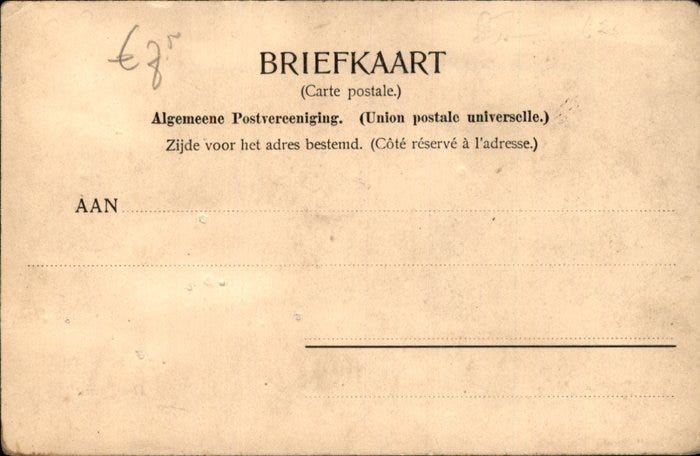 BRIEFKAART
(Carte postale.)
Algemeene Postvereeniging. (Union postale universelle.)
Zijde voor het adres bestemd. (Côté réservé à l'adresse.)
AAN